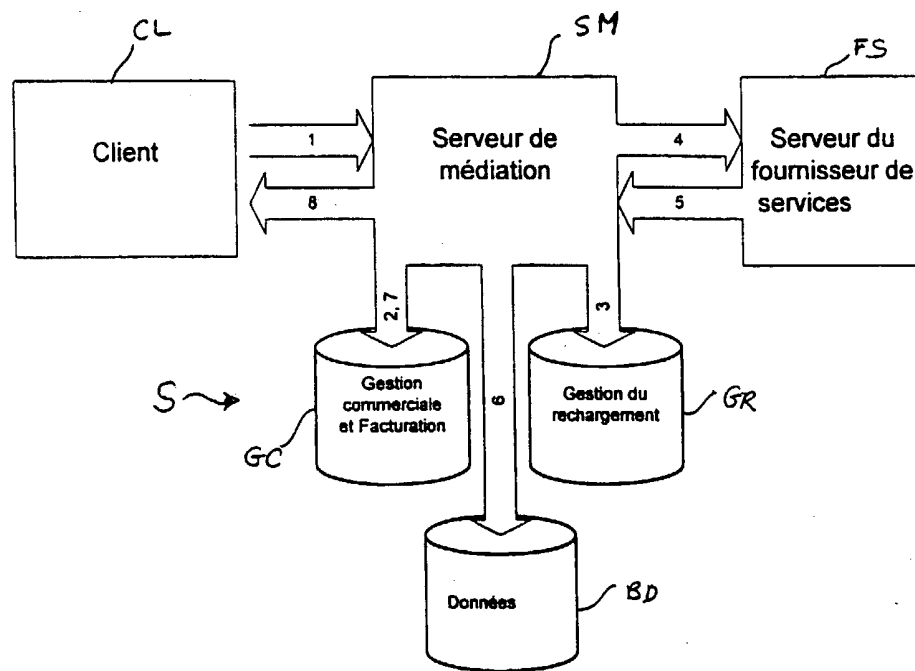 CL
SM
FS
Client
1
8
Serveur de
médiation
4
5
Serveur du
fournisseur de
services
2, 7
6
3
S
Gestion
commerciale
et Facturation
GC
Gestion du
rechargement
GR
Données
BD